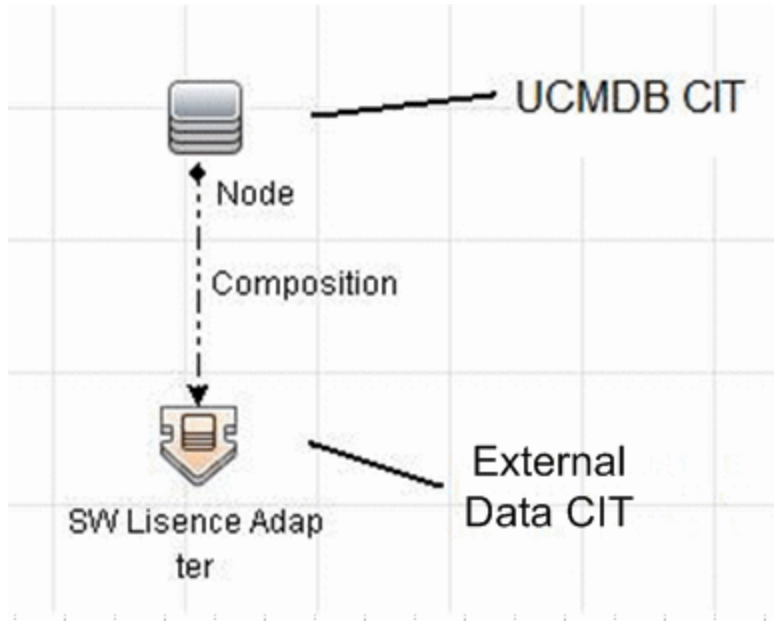 UCMDB CIT
Node
Composition
External
Data CIT
SW Lisence Adap
ter